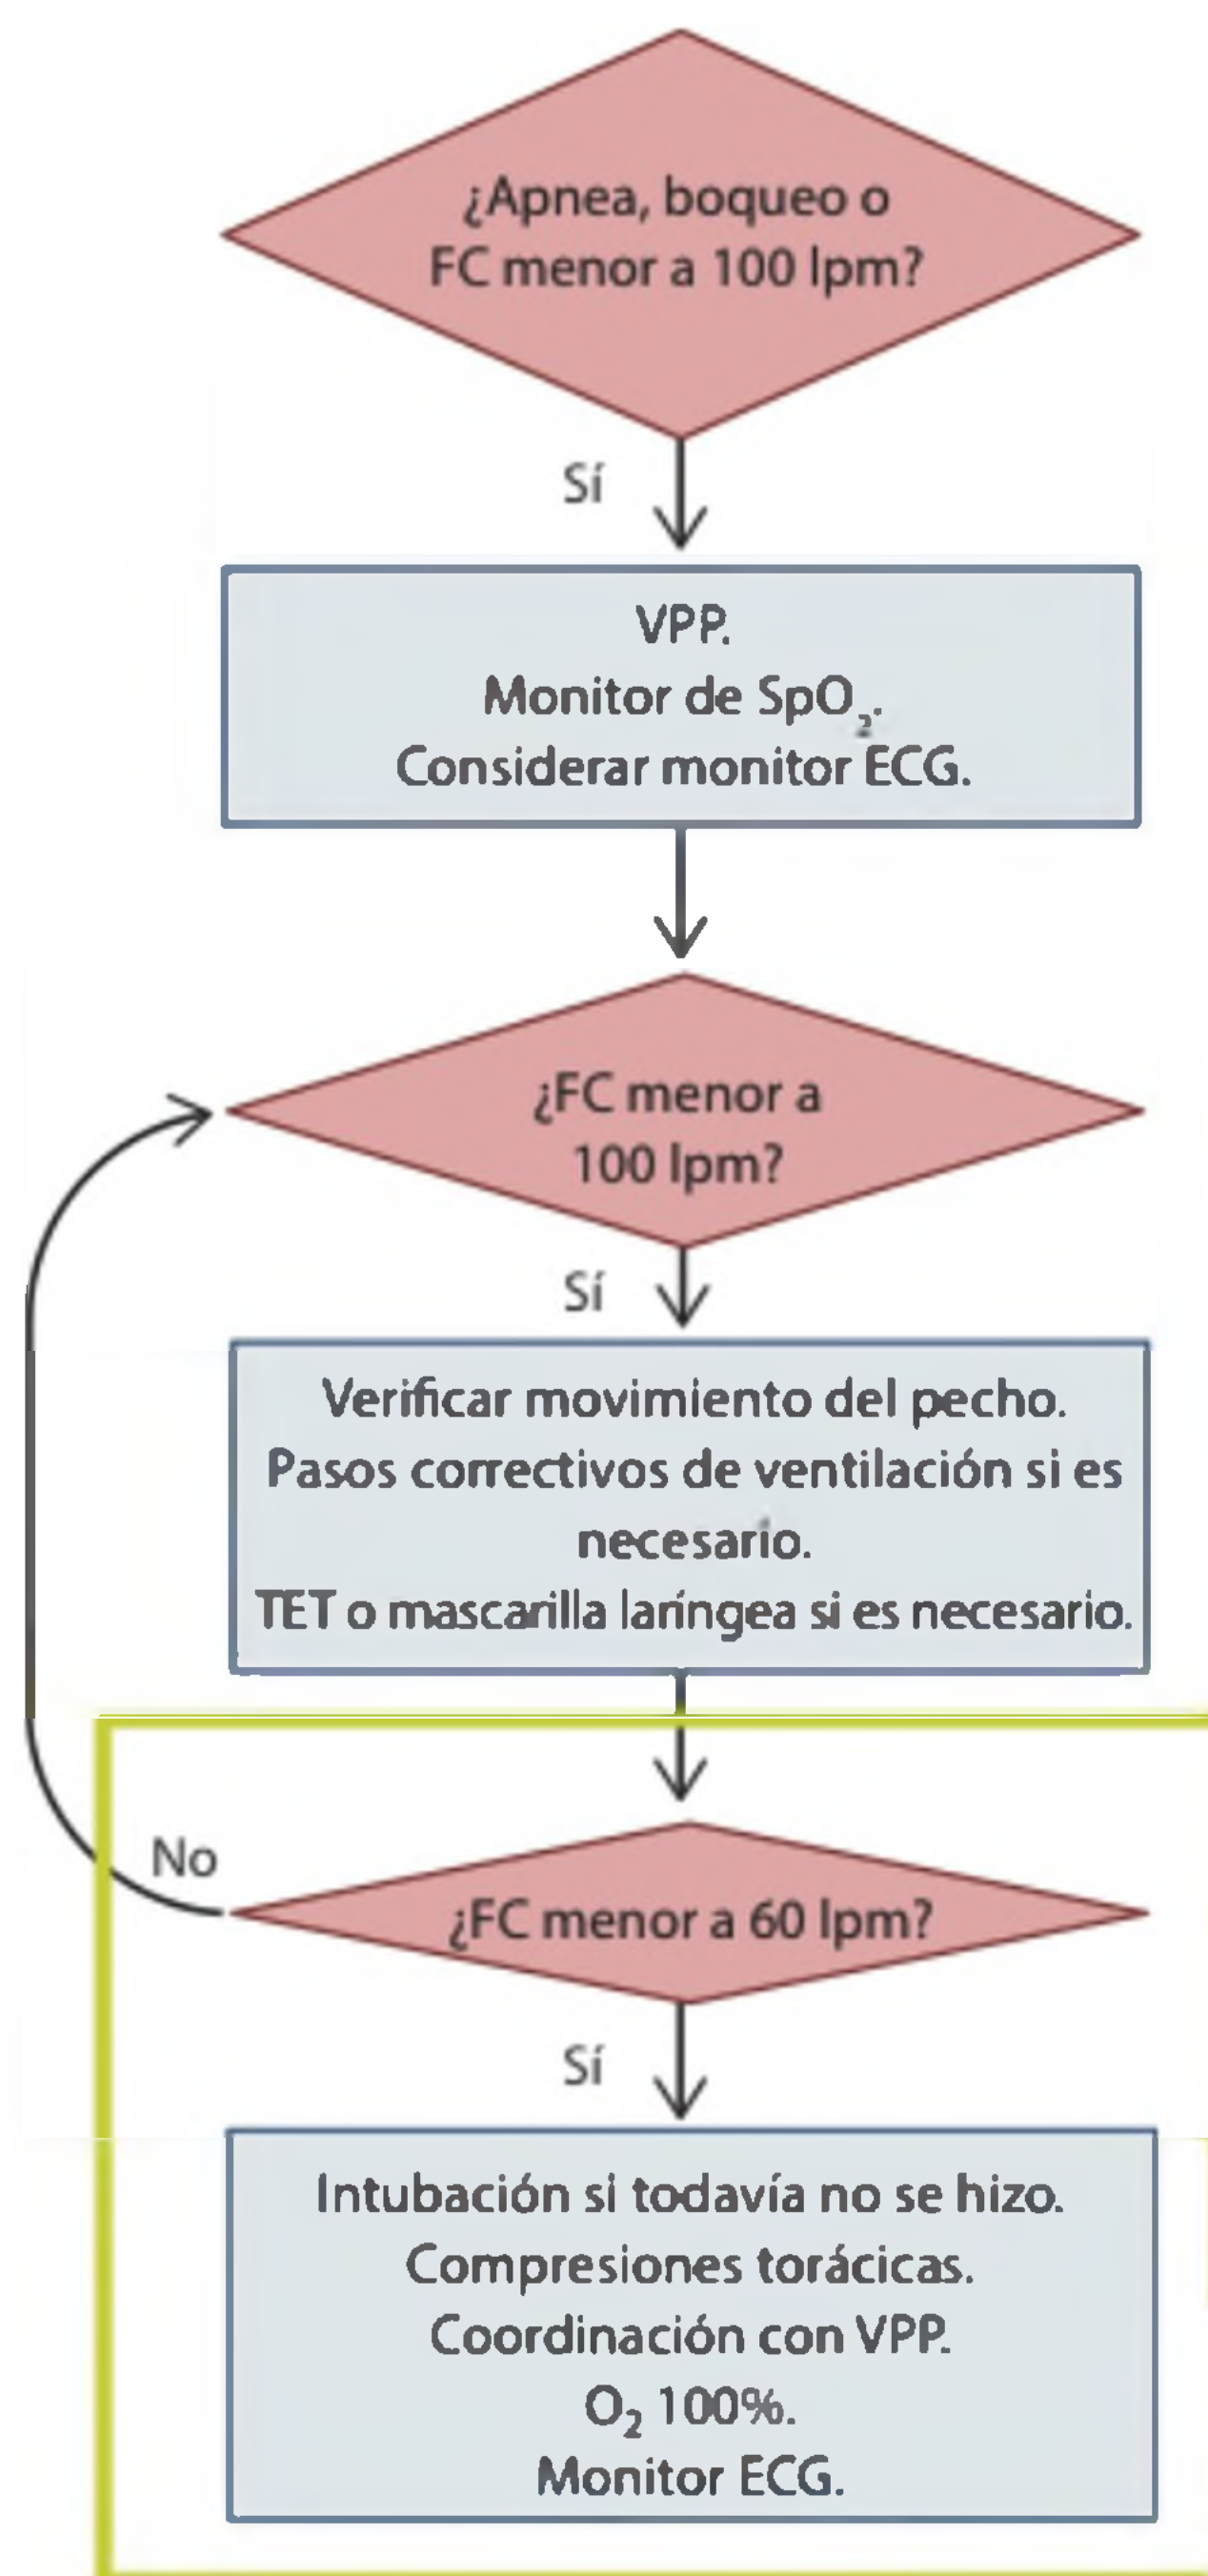 ¿Apnea, boqueo o
FC menor a 100 lpm?
Sí
VPP.
Monitor de SpO₂.
Considerar monitor ECG.
¿FC menor a
100 lpm?
Sí
Verificar movimiento del pecho.
Pasos correctivos de ventilación si es
necesario.
TET o mascarilla laríngea si es necesario.
No
¿FC menor a 60 lpm?
Sí
Intubación si todavía no se hizo.
Compresiones torácicas.
Coordinación con VPP.
O₂ 100%.
Monitor ECG.